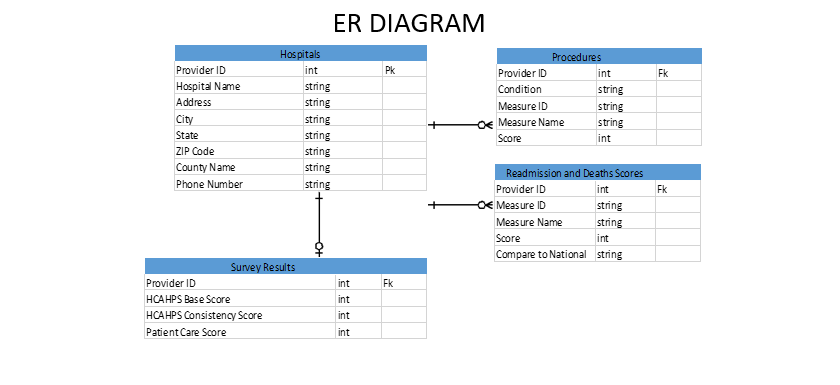 ER DIAGRAM
Hospitals
Provider ID int Pk
Hospital Name string
Address string
City string
State string
ZIP Code string
County Name string
Phone Number string
Procedures
Provider ID int Fk
Condition string
Measure ID string
Measure Name string
Score int
Readmission and Deaths Scores
Provider ID int Fk
Measure ID string
Measure Name string
Score int
Compare to National string
Survey Results
Provider ID int Fk
HCAHPS Base Score int
HCAHPS Consistency Score int
Patient Care Score int